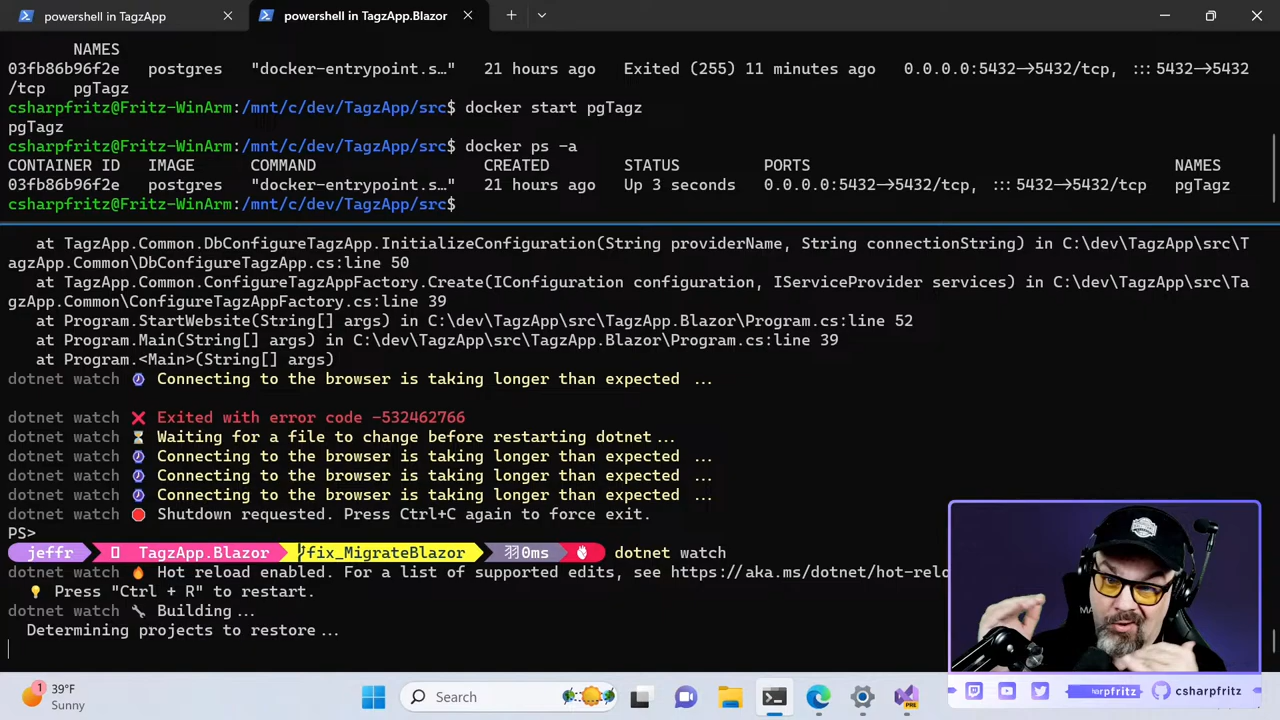 powershell in TagzApp
powershell in TagzApp.Blazor
NAMES
03fb86b96f2e postgres "docker-entrypoint.s…" 21 hours ago Exited (255) 11 minutes ago 0.0.0.0:5432->5432/tcp, :::5432->5432
/tcp pgTagz
csharpfritz@Fritz-WinArm:/mnt/c/dev/TagzApp/src$ docker start pgTagz
pgTagz
csharpfritz@Fritz-WinArm:/mnt/c/dev/TagzApp/src$ docker ps -a
CONTAINER ID IMAGE COMMAND CREATED STATUS PORTS NAMES
03fb86b96f2e postgres "docker-entrypoint.s…" 21 hours ago Up 3 seconds 0.0.0.0:5432->5432/tcp, :::5432->5432/tcp pgTagz
csharpfritz@Fritz-WinArm:/mnt/c/dev/TagzApp/src$
at TagzApp.Common.DbConfigureTagzApp.InitializeConfiguration(String providerName, String connectionString) in C:\dev\TagzApp\src\T
agzApp.Common\DbConfigureTagzApp.cs:line 50
at TagzApp.Common.ConfigureTagzAppFactory.Create(IConfiguration configuration, IServiceProvider services) in C:\dev\TagzApp\src\Ta
gzApp.Common\ConfigureTagzAppFactory.cs:line 39
at Program.StartWebsite(String[] args) in C:\dev\TagzApp\src\TagzApp.Blazor\Program.cs:line 52
at Program.Main(String[] args) in C:\dev\TagzApp\src\TagzApp.Blazor\Program.cs:line 39
at Program.<Main>(String[] args)
dotnet watch Connecting to the browser is taking longer than expected ...
dotnet watch ❌ Exited with error code -532462766
dotnet watch ⏳ Waiting for a file to change before restarting dotnet...
dotnet watch Connecting to the browser is taking longer than expected ...
dotnet watch Connecting to the browser is taking longer than expected ...
dotnet watch Connecting to the browser is taking longer than expected ...
dotnet watch 🛑 Shutdown requested. Press Ctrl+C again to force exit.
PS>
jeffr TagzApp.Blazor fix_MigrateBlazor 0ms dotnet watch
dotnet watch 🔥 Hot reload enabled. For a list of supported edits, see https://aka.ms/dotnet/hot-relo
💡 Press "Ctrl + R" to restart.
dotnet watch 🔧 Building...
Determining projects to restore...
1
39°F
Sunny
Search
PRE
harpfritz
csharpfritz